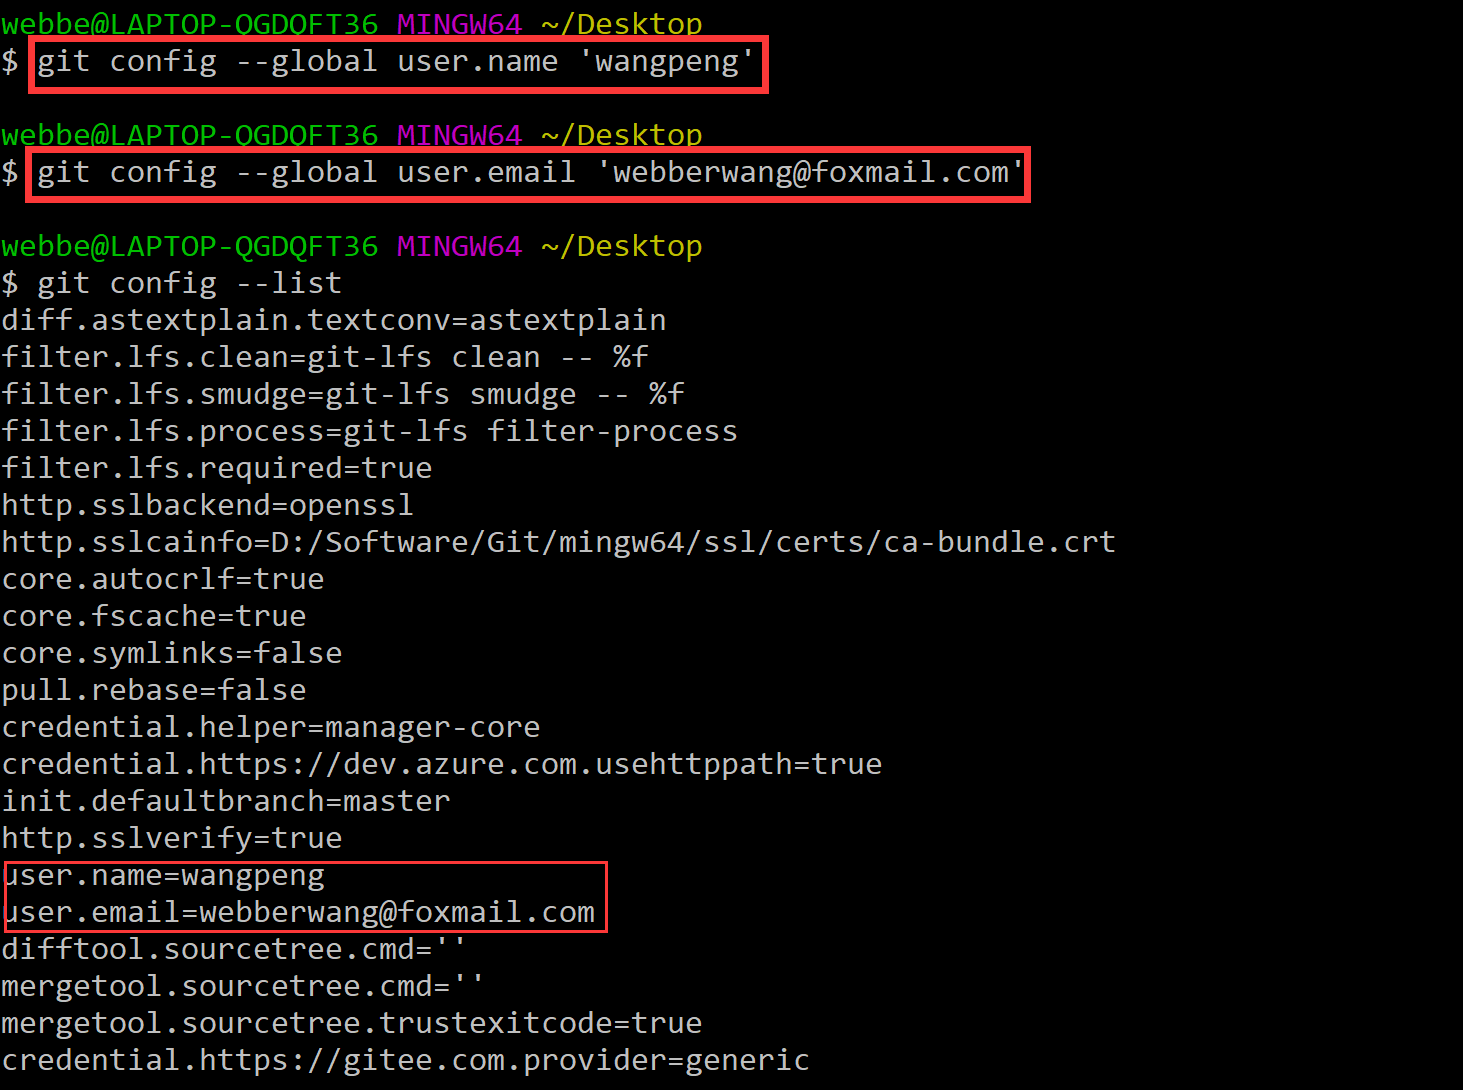 webbe@LAPTOP-QGDQFT36 MINGW64 ~/Desktop
$ git config --global user.name 'wangpeng'
webbe@LAPTOP-QGDQFT36 MINGW64 ~/Desktop
$ git config --global user.email 'webberwang@foxmail.com'
webbe@LAPTOP-QGDQFT36 MINGW64 ~/Desktop
$ git config --list
diff.astextplain.textconv=astextplain
filter.lfs.clean=git-lfs clean -- %f
filter.lfs.smudge=git-lfs smudge -- %f
filter.lfs.process=git-lfs filter-process
filter.lfs.required=true
http.sslbackend=openssl
http.sslcainfo=D:/Software/Git/mingw64/ssl/certs/ca-bundle.crt
core.autocrlf=true
core.fscache=true
core.symlinks=false
pull.rebase=false
credential.helper=manager-core
credential.https://dev.azure.com.usehttppath=true
init.defaultbranch=master
http.sslverify=true
user.name=wangpeng
user.email=webberwang@foxmail.com
difftool.sourcetree.cmd=''
mergetool.sourcetree.cmd=''
mergetool.sourcetree.trustexitcode=true
credential.https://gitee.com.provider=generic